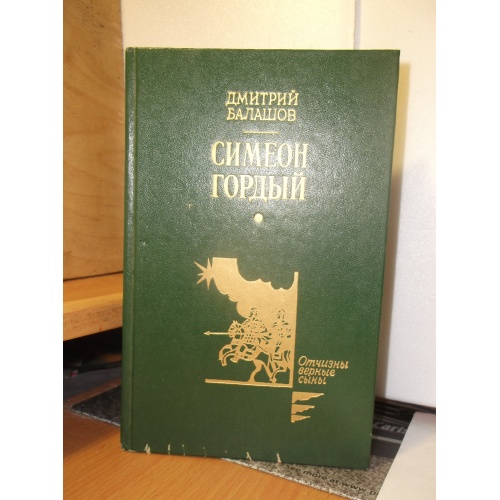 ДМИТРИЙ
БАЛАШОВ
СИМЕОН
ГОРДЫЙ
Отчизны
верные
сыны